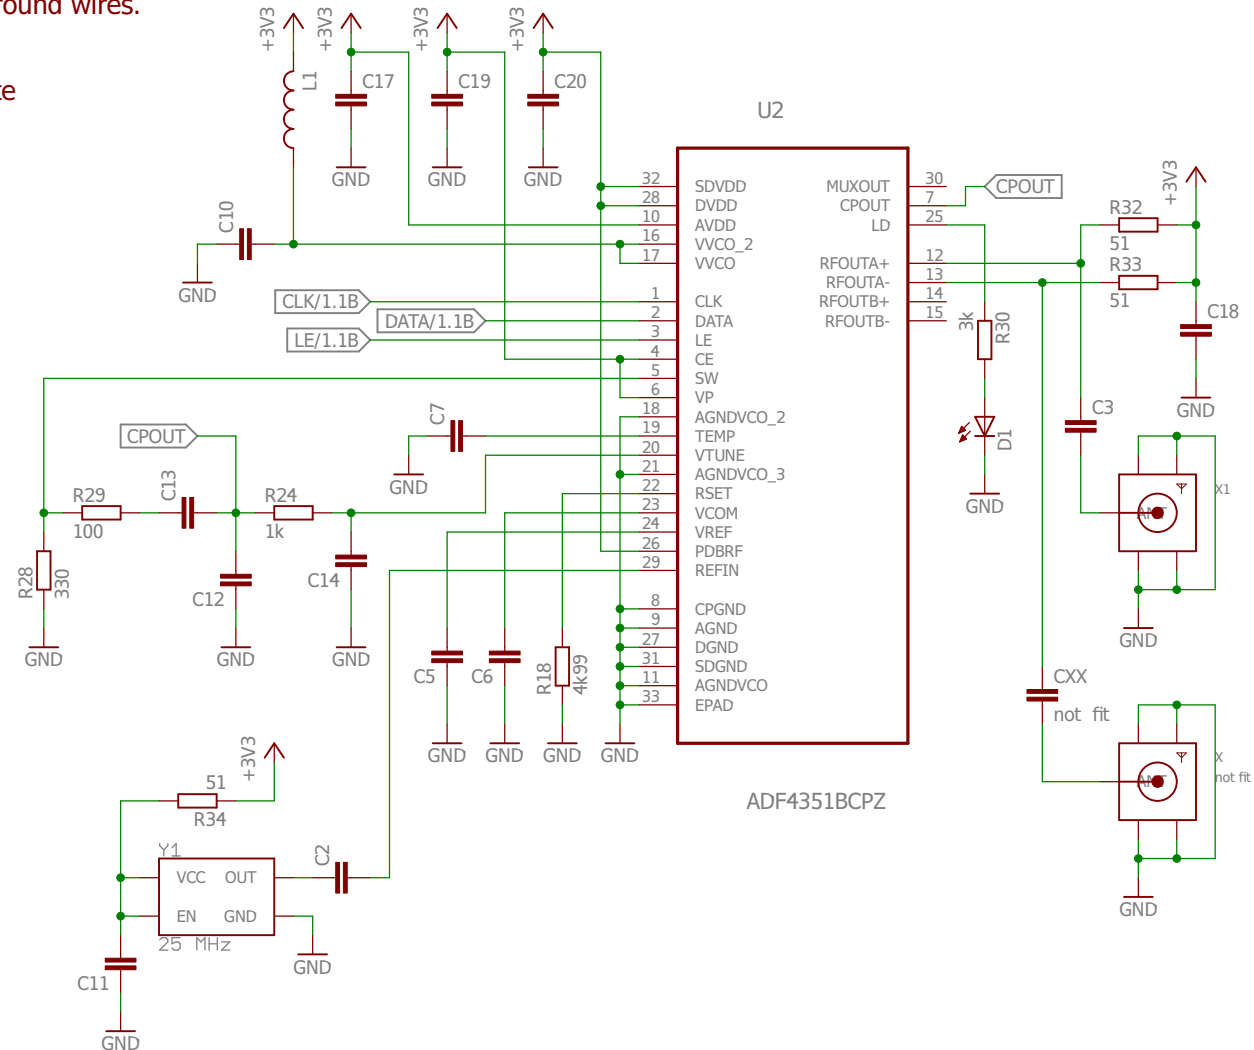 round wires.
te
+3V3
+3V3
+3V3
+3V3
L1
C17
C19
C20
GND
GND
GND
C10
GND
U2
ADF4351BCPZ
32 SDVDD
28 DVDD
10 AVDD
16 VVCO_2
17 VVCO
1 CLK
2 DATA
3 LE
4 CE
5 SW
6 VP
18 AGNDVCO_2
19 TEMP
20 VTUNE
21 AGNDVCO_3
22 RSET
23 VCOM
24 VREF
26 PDBRF
29 REFIN
8 CPGND
9 AGND
27 DGND
31 SDGND
11 AGNDVCO
33 EPAD
MUXOUT 30
CPOUT 7
LD 25
RFOUTA+ 12
RFOUTA- 13
RFOUTB+ 14
RFOUTB- 15
CLK/1.1B
DATA/1.1B
LE/1.1B
CPOUT
+3V3
R32
51
R33
51
C18
GND
3k
R30
D1
GND
C3
X1
ANT
GND
CXX
not fit
X
not fit
ANT
GND
C7
GND
CPOUT
R29
100
C13
R24
1k
R28
330
GND
C12
GND
C14
GND
C5
GND
C6
GND
R18
4k99
GND
GND
+3V3
51
R34
Y1
VCC OUT
EN GND
25 MHz
C2
GND
C11
GND